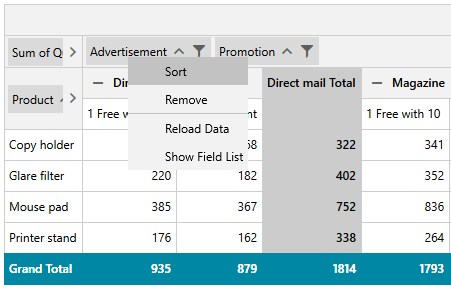 Sum of Q Advertisement Promotion
Sort
Direct mail Total Magazine
Product Remove
1 Free w nt 1 Free with 10
Reload Data
Copy holder 68 322 341
Show Field List
Glare filter 220 182 402 352
Mouse pad 385 367 752 836
Printer stand 176 162 338 264
Grand Total 935 879 1814 1793